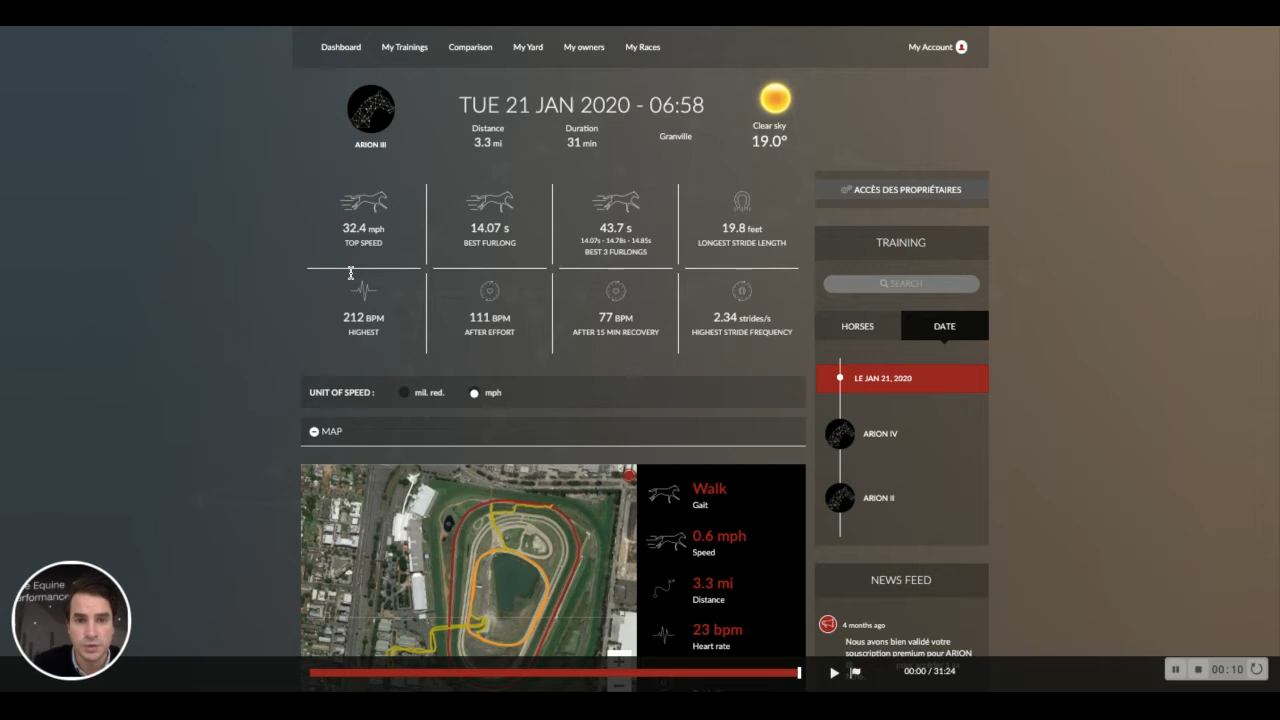 Dashboard
My Trainings
Comparison
My Yard
My owners
My Races
My Account
TUE 21 JAN 2020 - 06:58
ARION III
Distance
3.3 mi
Duration
31 min
Granville
Clear sky
19.0°
32.4 mph
TOP SPEED
14.07 s
BEST FURLONG
43.7 s
14.07s - 14.78s - 14.85s
BEST 3 FURLONGS
19.8 feet
LONGEST STRIDE LENGTH
212 BPM
HIGHEST
111 BPM
AFTER EFFORT
77 BPM
AFTER 15 MIN RECOVERY
2.34 strides/s
HIGHEST STRIDE FREQUENCY
UNIT OF SPEED :
mil. red.
mph
MAP
Walk
Gait
0.6 mph
Speed
3.3 mi
Distance
23 bpm
Heart rate
ACCÈS DES PROPRIÉTAIRES
TRAINING
SEARCH
HORSES
DATE
LE JAN 21, 2020
ARION IV
ARION II
NEWS FEED
4 months ago
Nous avons bien validé votre
souscription premium pour ARION
Equine
00:00 / 31:24
00:10